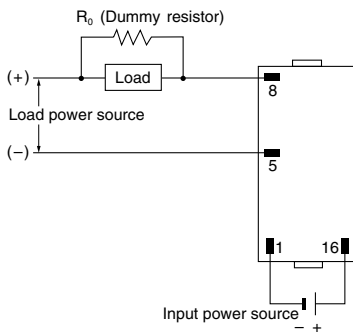 R₀ (Dummy resistor)
(+)
Load
8
Load power source
(−)
5
1
16
Input power source
− +